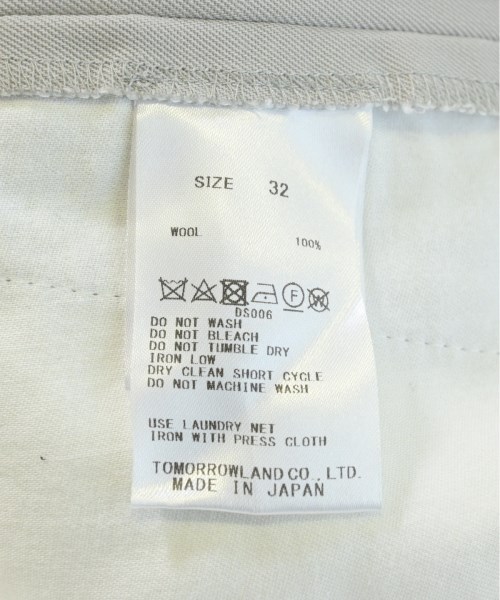 SIZE 32
WOOL 100%
F W
DS006
DO NOT WASH
DO NOT BLEACH
DO NOT TUMBLE DRY
IRON LOW
DRY CLEAN SHORT CYCLE
DO NOT MACHINE WASH
USE LAUNDRY NET
IRON WITH PRESS CLOTH
TOMORROWLAND CO., LTD.
MADE IN JAPAN